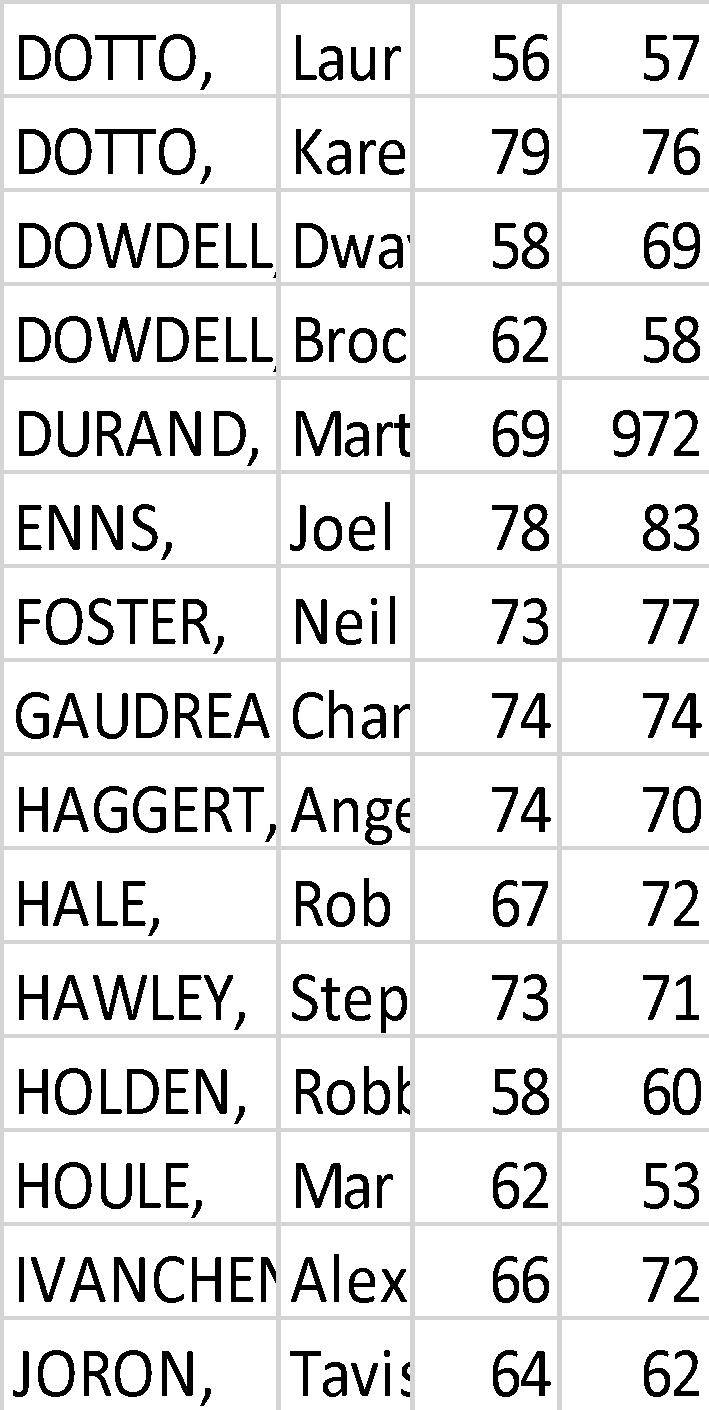 DOTTO, Laur 56 57
DOTTO, Kare 79 76
DOWDELL, Dway 58 69
DOWDELL, Broc 62 58
DURAND, Mart 69 972
ENNS, Joel 78 83
FOSTER, Neil 73 77
GAUDREA Char 74 74
HAGGERT, Ange 74 70
HALE, Rob 67 72
HAWLEY, Step 73 71
HOLDEN, Robb 58 60
HOULE, Mar 62 53
IVANCHEN Alex 66 72
JORON, Tavis 64 62